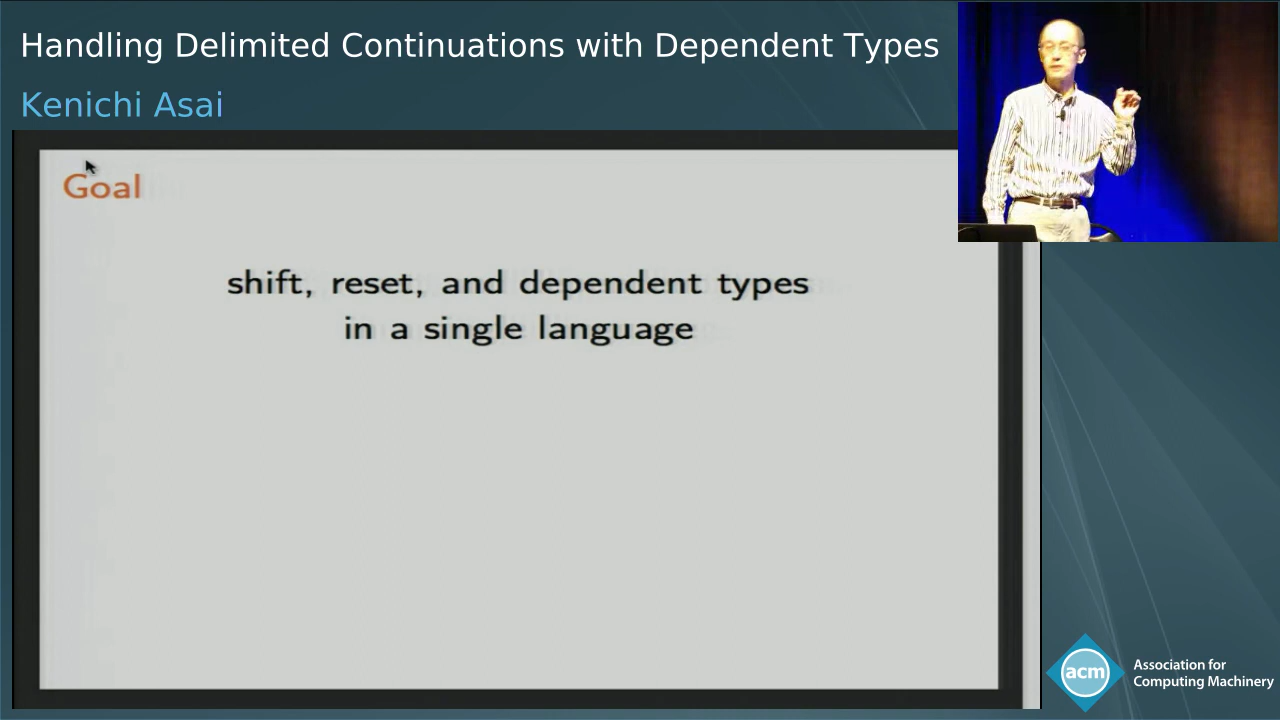 Handling Delimited Continuations with Dependent Types
Kenichi Asai
Goal
shift, reset, and dependent types
in a single language
acm
Association for
Computing Machinery